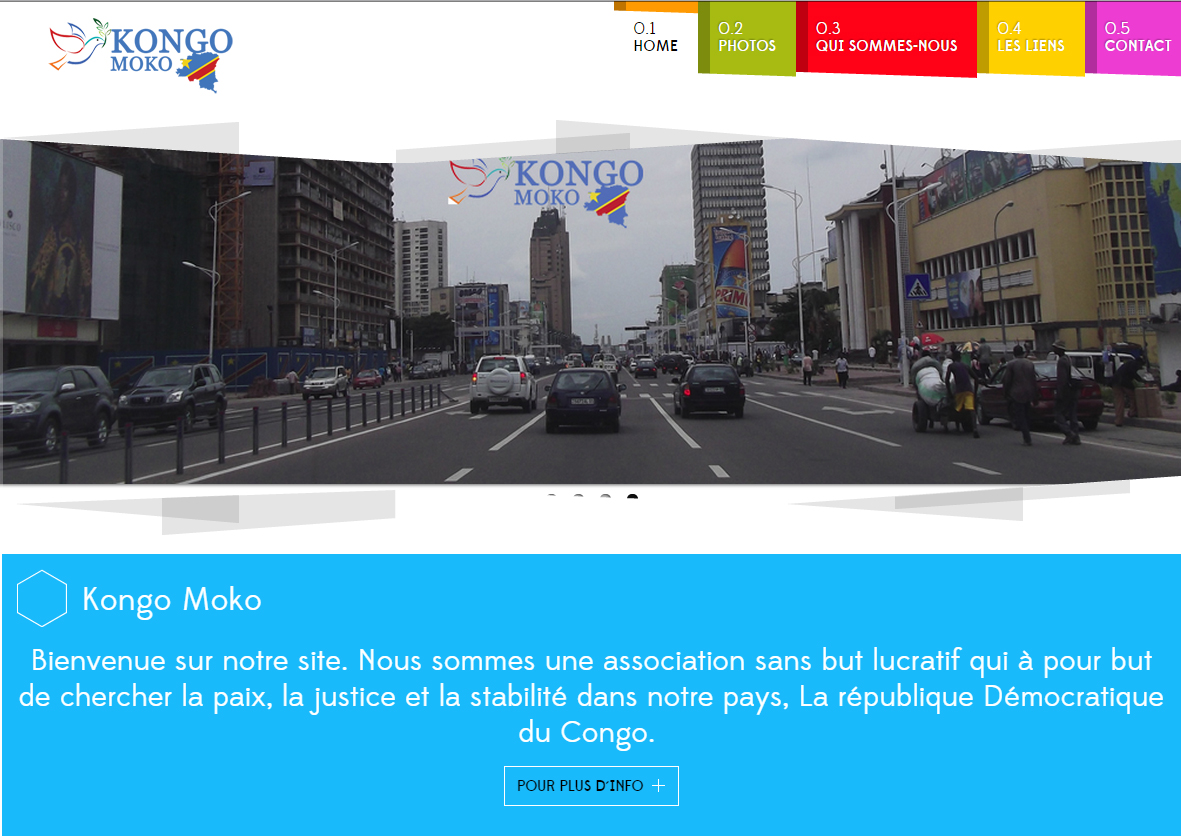 KONGO
MOKO
0.1
HOME
0.2
PHOTOS
0.3
QUI SOMMES-NOUS
0.4
LES LIENS
0.5
CONTACT
KONGO
MOKO
PRIMUS
Kongo Moko
Bienvenue sur notre site. Nous sommes une association sans but lucratif qui à pour but
de chercher la paix, la justice et la stabilité dans notre pays, La république Démocratique
du Congo.
POUR PLUS D'INFO